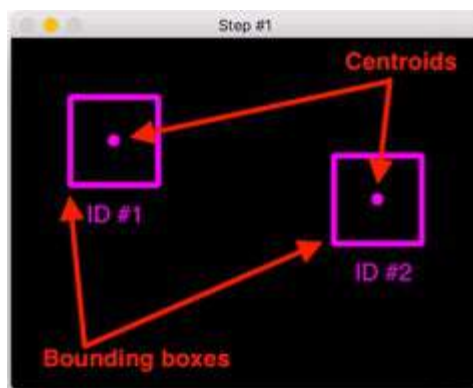 Step #1
Centroids
ID #1
ID #2
Bounding boxes